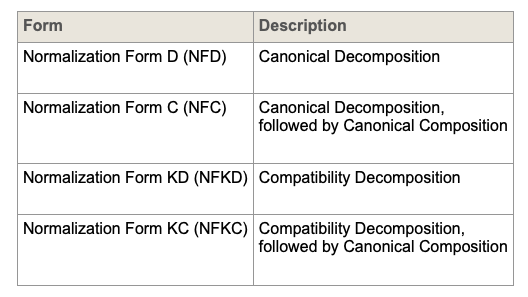 Form Description
Normalization Form D (NFD) Canonical Decomposition
Normalization Form C (NFC) Canonical Decomposition,
followed by Canonical Composition
Normalization Form KD (NFKD) Compatibility Decomposition
Normalization Form KC (NFKC) Compatibility Decomposition,
followed by Canonical Composition